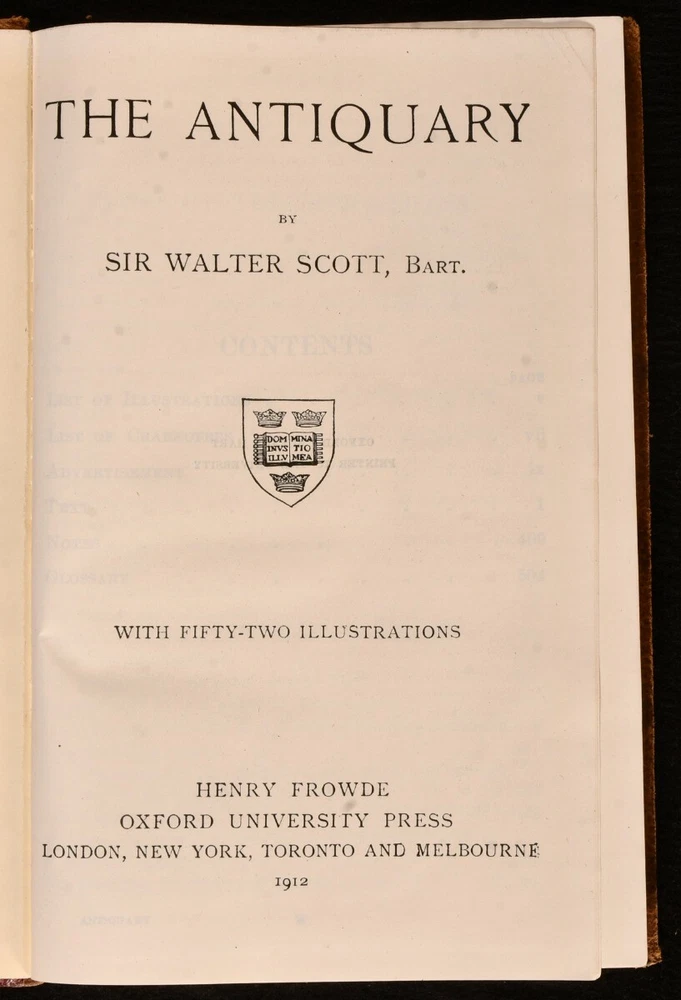 THE ANTIQUARY
BY
SIR WALTER SCOTT, BART.
DOM MINA
INVS TIO
ILLV MEA
WITH FIFTY-TWO ILLUSTRATIONS
HENRY FROWDE
OXFORD UNIVERSITY PRESS
LONDON, NEW YORK, TORONTO AND MELBOURNE
1912